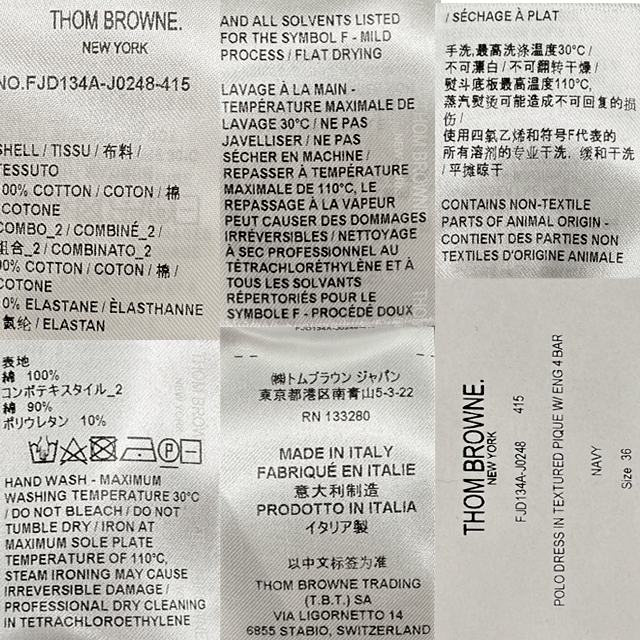 THOM BROWNE.
NEW YORK
NO.FJD134A-J0248-415
SHELL / TISSU / 布料 /
TESSUTO
100% COTTON / COTON / 棉
COTONE
COMBO_2 / COMBINÉ_2 /
组合_2 / COMBINATO_2
90% COTTON / COTON / 棉 /
COTONE
10% ELASTANE / ÉLASTHANNE
氨纶 / ELASTAN
AND ALL SOLVENTS LISTED
FOR THE SYMBOL F - MILD
PROCESS / FLAT DRYING
LAVAGE À LA MAIN -
TEMPÉRATURE MAXIMALE DE
LAVAGE 30°C / NE PAS
JAVELLISER / NE PAS
SÉCHER EN MACHINE /
REPASSER À TEMPÉRATURE
MAXIMALE DE 110°C, LE
REPASSAGE À LA VAPEUR
PEUT CAUSER DES DOMMAGES
IRRÉVERSIBLES / NETTOYAGE
À SEC PROFESSIONNEL AU
TÉTRACHLORÉTHYLÈNE ET À
TOUS LES SOLVANTS
RÉPERTORIÉS POUR LE
SYMBOLE F - PROCÉDÉ DOUX
/ SÉCHAGE À PLAT
手洗,最高洗涤温度30°C /
不可漂白 / 不可翻转干燥 /
熨斗底板最高温度110°C,
蒸汽熨烫可能造成不可回复的损
伤 /
使用四氯乙烯和符号F代表的
所有溶剂的专业干洗. 缓和干洗
/ 平摊晾干
CONTAINS NON-TEXTILE
PARTS OF ANIMAL ORIGIN -
CONTIENT DES PARTIES NON
TEXTILES D'ORIGINE ANIMALE
表地
綿 100%
コンポテキスタイル_2
綿 90%
ポリウレタン 10%
P
HAND WASH - MAXIMUM
WASHING TEMPERATURE 30°C
/ DO NOT BLEACH / DO NOT
TUMBLE DRY / IRON AT
MAXIMUM SOLE PLATE
TEMPERATURE OF 110°C,
STEAM IRONING MAY CAUSE
IRREVERSIBLE DAMAGE /
PROFESSIONAL DRY CLEANING
IN TETRACHLOROETHYLENE
FJD134A-J0248-415
㈱トムブラウン ジャパン
東京都港区南青山5-3-22
RN 133280
MADE IN ITALY
FABRIQUÉ EN ITALIE
意大利制造
PRODOTTO IN ITALIA
イタリア製
以中文标签为准
THOM BROWNE TRADING
(T.B.T.) SA
VIA LIGORNETTO 14
6855 STABIO, SWITZERLAND
THOM BROWNE.
NEW YORK
FJD134A-J0248 415
POLO DRESS IN TEXTURED PIQUE W/ ENG 4 BAR
NAVY
Size 36